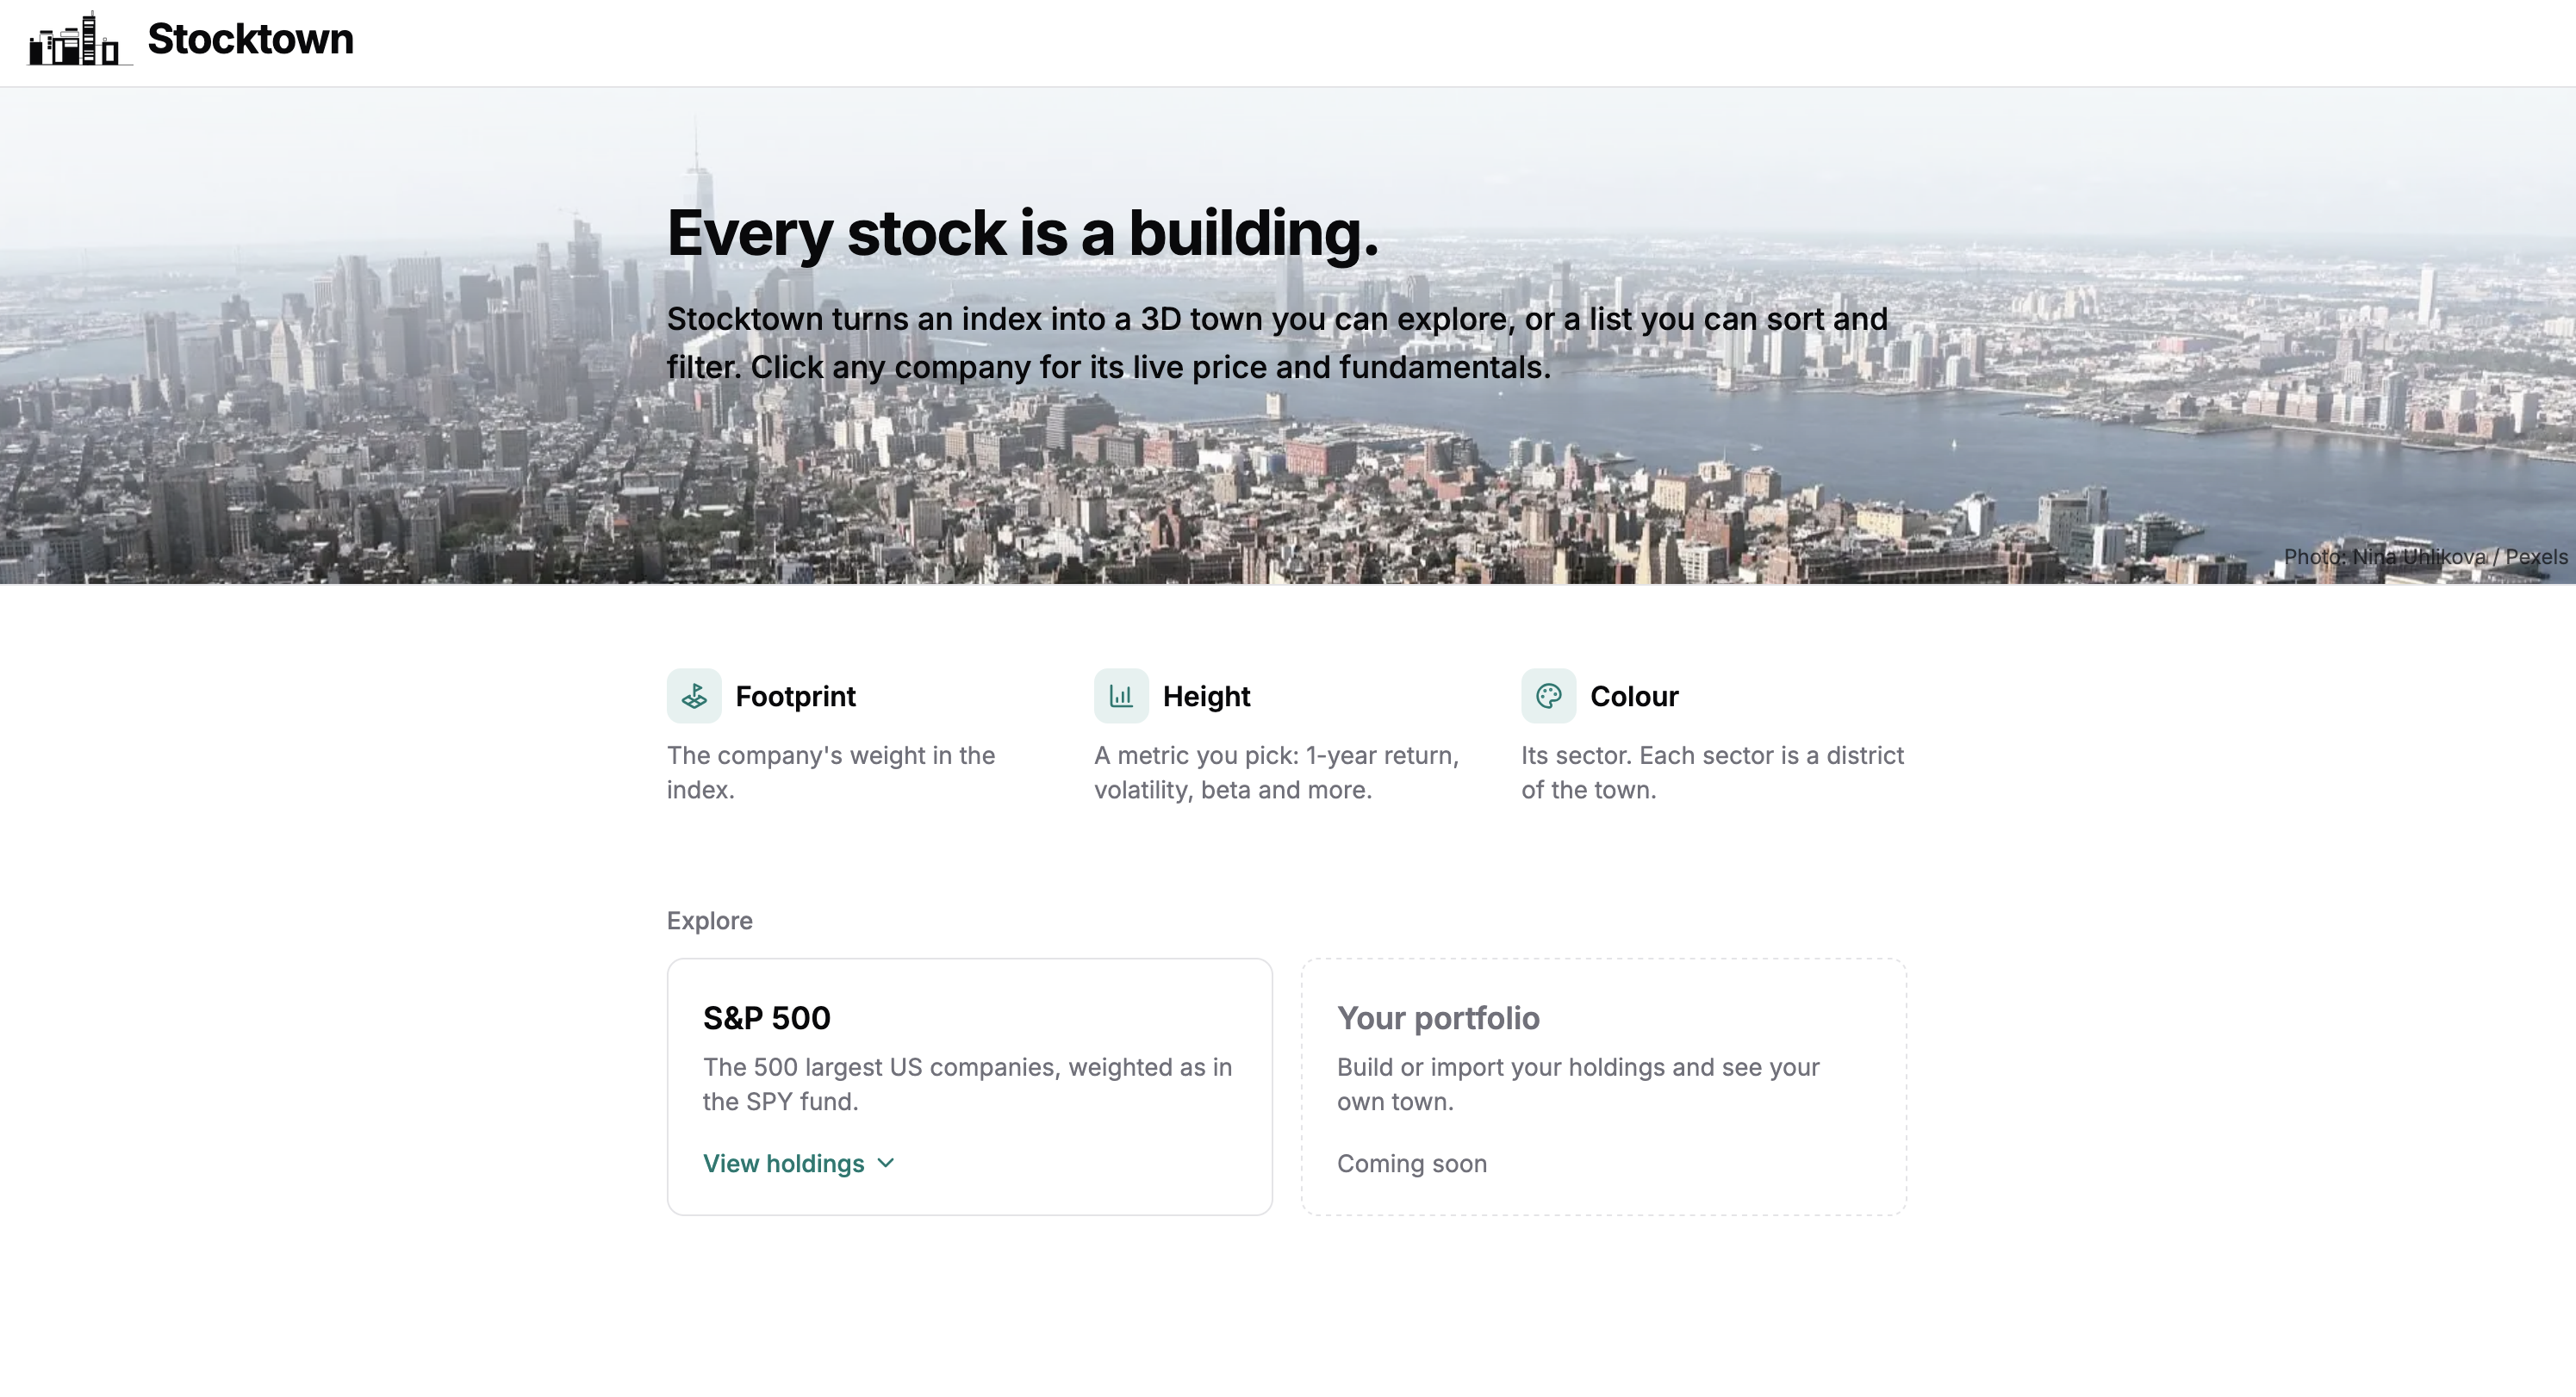 Stocktown
Every stock is a building.
Stocktown turns an index into a 3D town you can explore, or a list you can sort and
filter. Click any company for its live price and fundamentals.
Photo: Nina Uhlikova / Pexels
Footprint
The company's weight in the
index.
Height
A metric you pick: 1-year return,
volatility, beta and more.
Colour
Its sector. Each sector is a district
of the town.
Explore
S&P 500
The 500 largest US companies, weighted as in
the SPY fund.
View holdings
Your portfolio
Build or import your holdings and see your
own town.
Coming soon